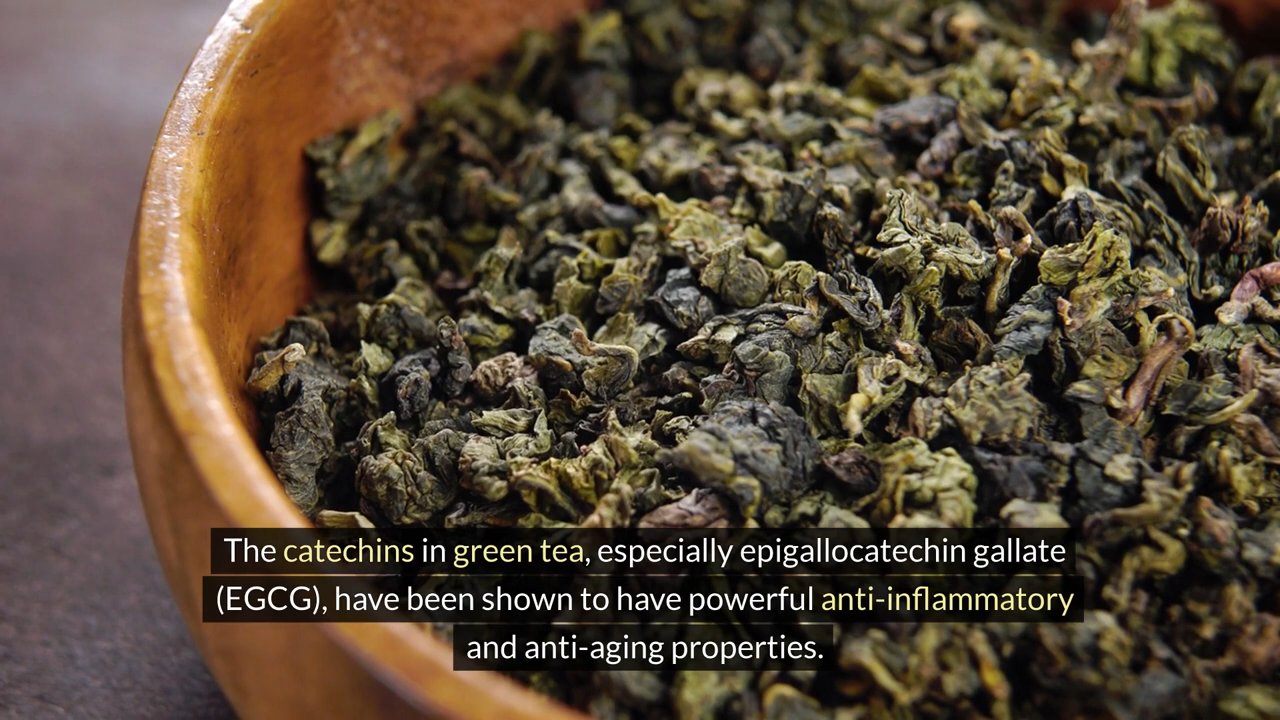 The catechins in green tea, especially epigallocatechin gallate
(EGCG), have been shown to have powerful anti-inflammatory
and anti-aging properties.